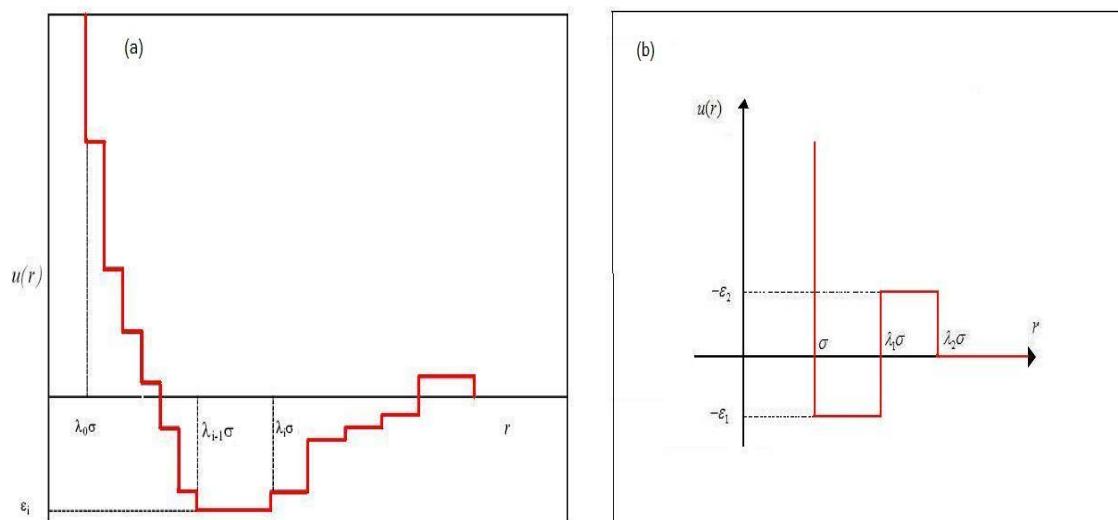 (a)
u(r)
λ₀σ
λᵢ₋₁σ
λᵢσ
r
εᵢ
(b)
u(r)
−ε₂
σ
λ₁σ
λ₂σ
r
−ε₁